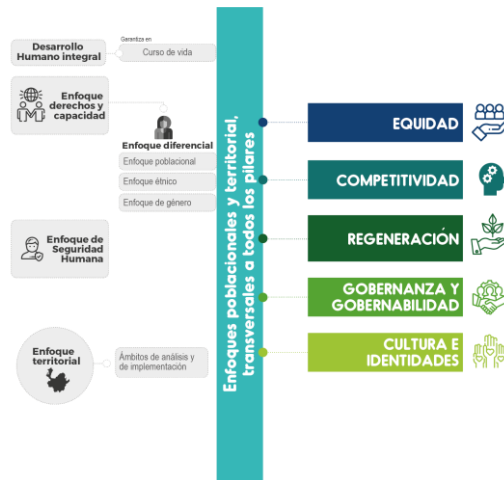 Garantiza en
Desarrollo
Humano integral
Curso de vida
Enfoque
derechos y
capacidad
Enfoque diferencial
Enfoque poblacional
Enfoque étnico
Enfoque de género
Enfoque de
Seguridad
Humana
Enfoque
territorial
Ámbitos de análisis y
de implementación
Enfoques poblacionales y territorial,
transversales a todos los pilares
EQUIDAD
COMPETITIVIDAD
REGENERACIÓN
GOBERNANZA Y
GOBERNABILIDAD
CULTURA E
IDENTIDADES